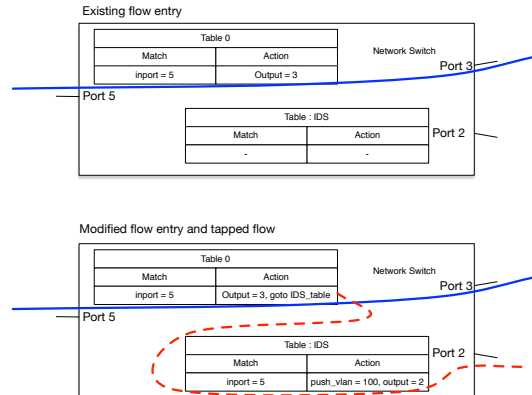 Existing flow entry
Table 0
Match Action
inport = 5 Output = 3
Network Switch
Port 3
Port 5
Table : IDS
Match Action
- -
Port 2
Modified flow entry and tapped flow
Table 0
Match Action
inport = 5 Output = 3, goto IDS_table
Network Switch
Port 3
Port 5
Table : IDS
Match Action
inport = 5 push_vlan = 100, output = 2
Port 2